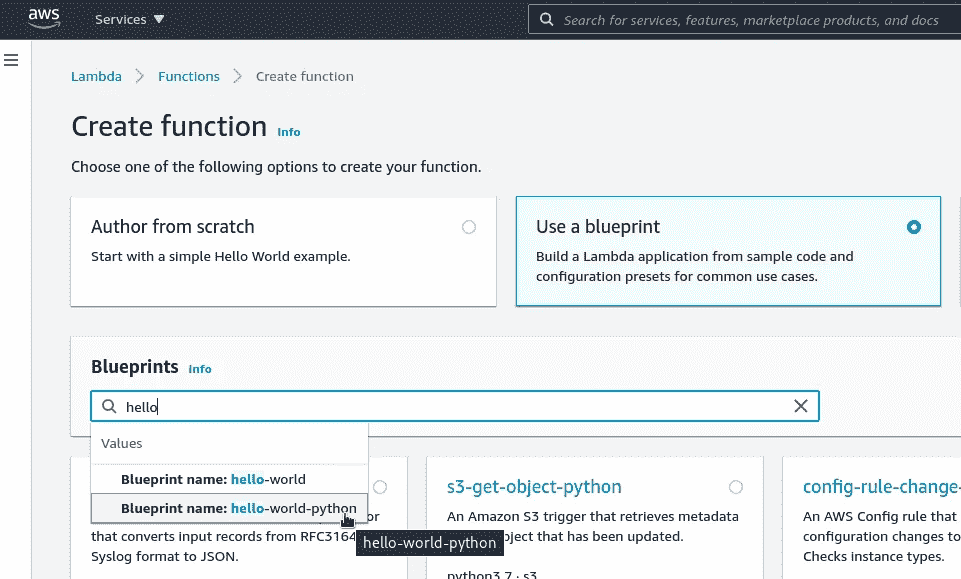 aws Services Search for services, features, marketplace products, and docs
Lambda Functions Create function
Create function Info
Choose one of the following options to create your function.
Author from scratch
Start with a simple Hello World example.
Use a blueprint
Build a Lambda application from sample code and
configuration presets for common use cases.
Blueprints Info
hello
Values
Blueprint name: hello-world
Blueprint name: hello-world-python
hello-world-python
or
that converts input records from RFC3164
Syslog format to JSON.
s3-get-object-python
An Amazon S3 trigger that retrieves metadata
object that has been updated.
python3.7 · s3
config-rule-change-
An AWS Config rule that
configuration changes to
Checks instance types.